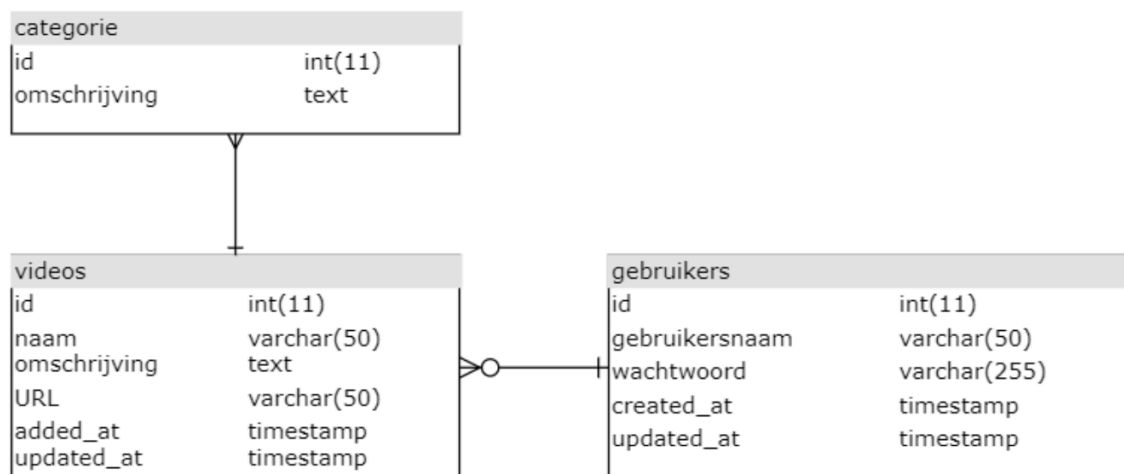 categorie
id int(11)
omschrijving text
videos
id int(11)
naam varchar(50)
omschrijving text
URL varchar(50)
added_at timestamp
updated_at timestamp
gebruikers
id int(11)
gebruikersnaam varchar(50)
wachtwoord varchar(255)
created_at timestamp
updated_at timestamp